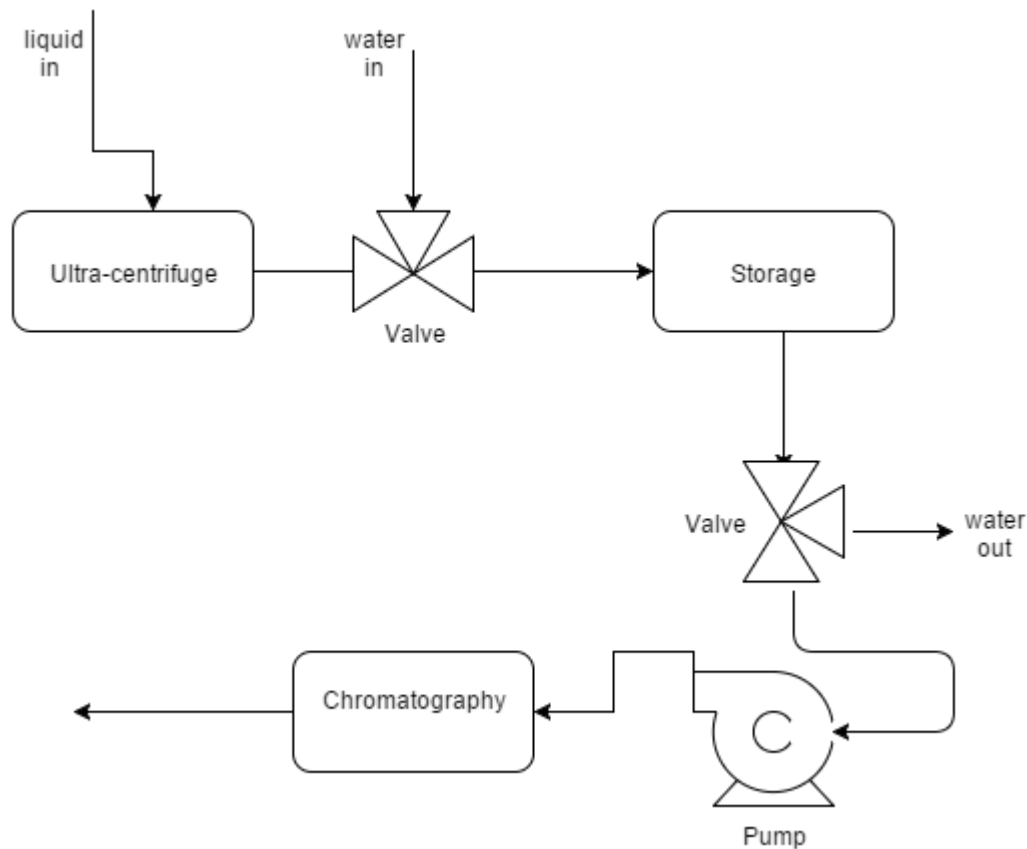 liquid
in
water
in
Ultra-centrifuge
Valve
Storage
Valve
water
out
Chromatography
Pump